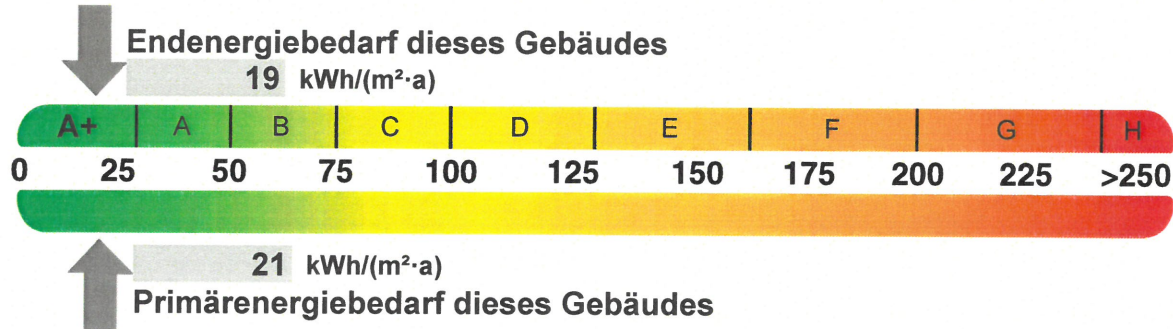 Endenergiebedarf dieses Gebäudes
19 kWh/(m²·a)
A+ A B C D E F G H
0 25 50 75 100 125 150 175 200 225 >250
21 kWh/(m²·a)
Primärenergiebedarf dieses Gebäudes